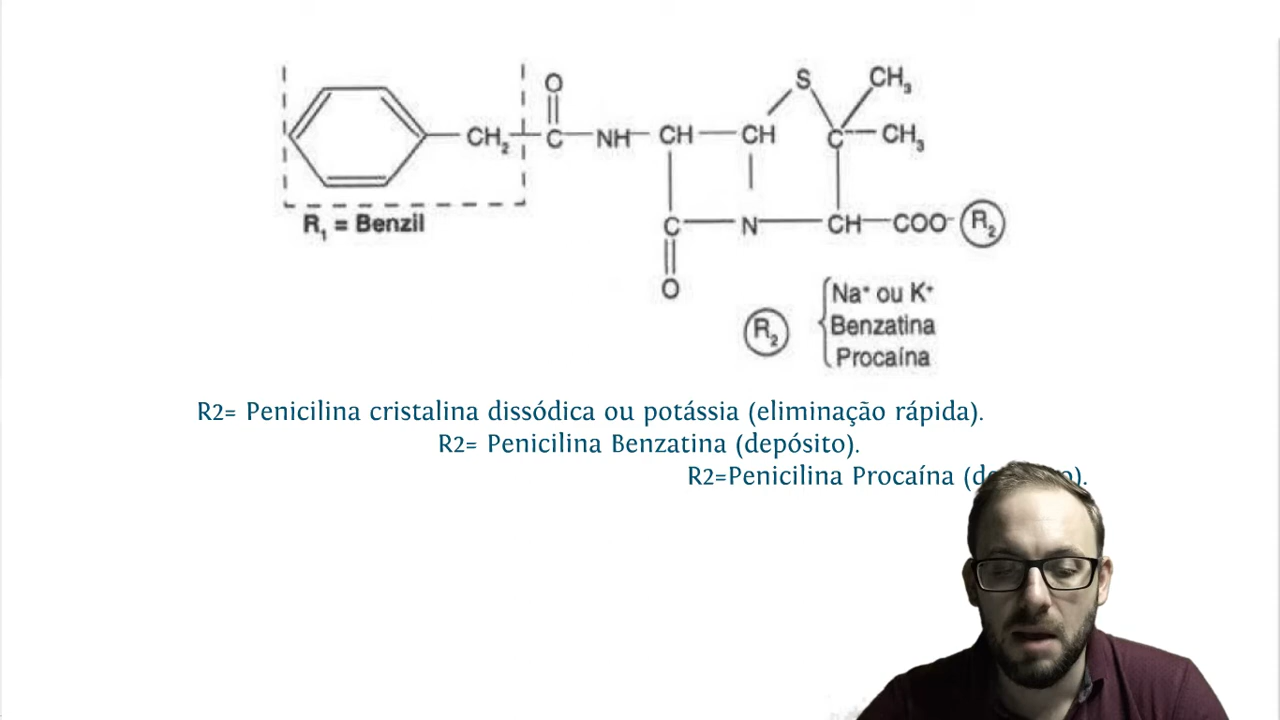 O
S
CH₃
CH₂
C
NH
CH
CH
C
CH₃
R₁ = Benzil
C
N
CH
COO⁻
R₂
O
Na⁺ ou K⁺
R₂
Benzatina
Procaína
R2= Penicilina cristalina dissódica ou potássia (eliminação rápida).
R2= Penicilina Benzatina (depósito).
R2=Penicilina Procaína